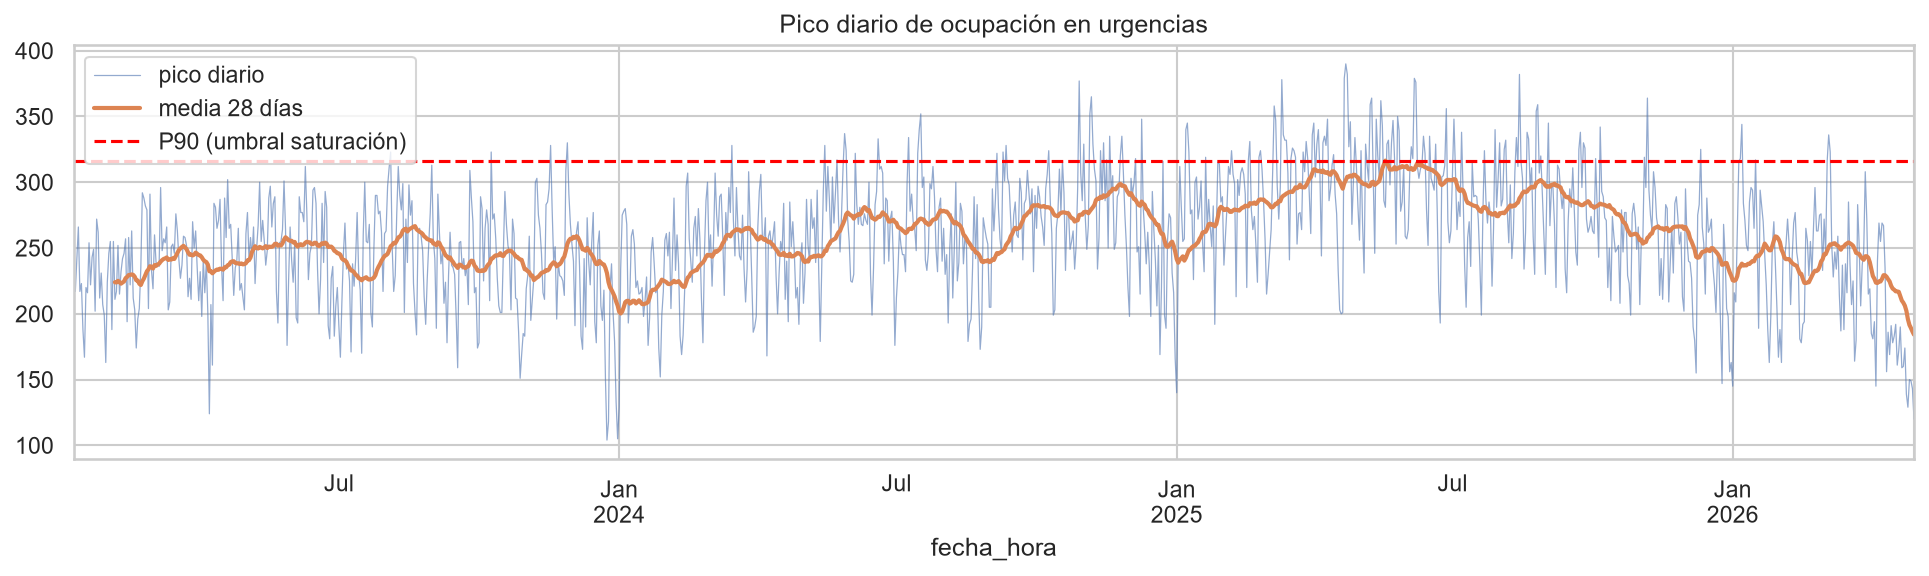 Pico diario de ocupación en urgencias
400
350
300
250
200
150
100
pico diario
media 28 días
P90 (umbral saturación)
Jul
Jan
2024
Jul
Jan
2025
Jul
Jan
2026
fecha_hora